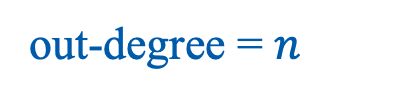 out-degree = n